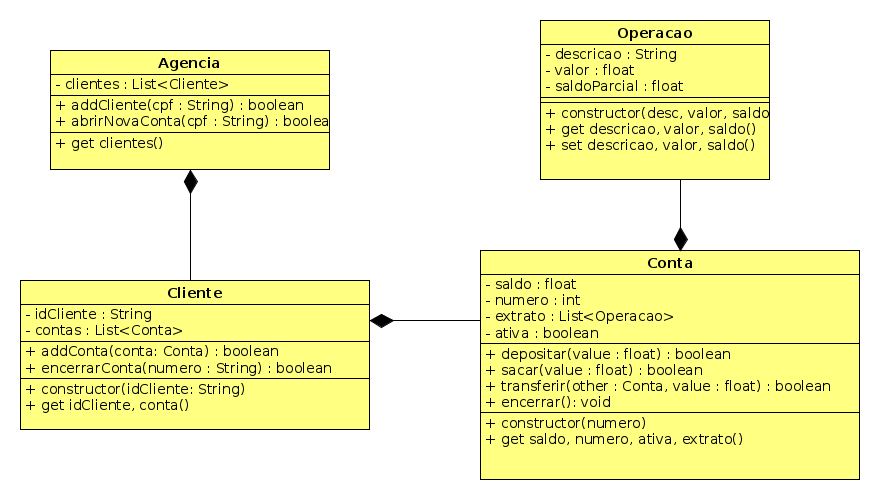 Agencia
- clientes : List<Cliente>
+ addCliente(cpf : String) : boolean
+ abrirNovaConta(cpf : String) : boolea
+ get clientes()
Operacao
- descricao : String
- valor : float
- saldoParcial : float
+ constructor(desc, valor, saldo
+ get descricao, valor, saldo()
+ set descricao, valor, saldo()
Cliente
- idCliente : String
- contas : List<Conta>
+ addConta(conta: Conta) : boolean
+ encerrarConta(numero : String) : boolean
+ constructor(idCliente: String)
+ get idCliente, conta()
Conta
- saldo : float
- numero : int
- extrato : List<Operacao>
- ativa : boolean
+ depositar(value : float) : boolean
+ sacar(value : float) : boolean
+ transferir(other : Conta, value : float) : boolean
+ encerrar(): void
+ constructor(numero)
+ get saldo, numero, ativa, extrato()